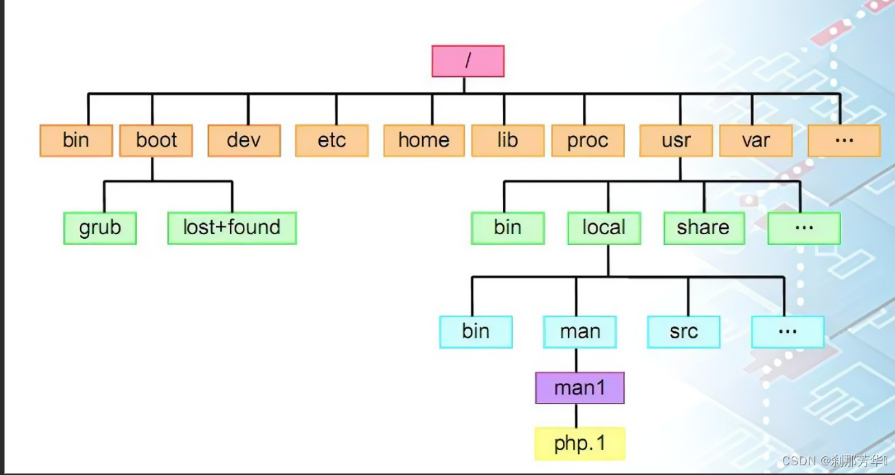 /
bin boot dev etc home lib proc usr var ...
grub lost+found bin local share ...
bin man src ...
man1
php.1
CSDN @刹那芳华